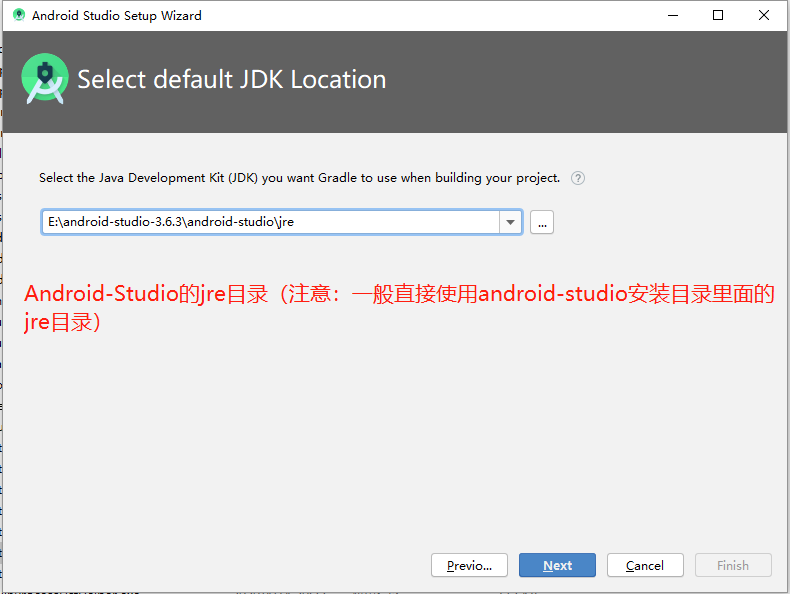 Android Studio Setup Wizard
Select default JDK Location
Select the Java Development Kit (JDK) you want Gradle to use when building your project.
E:\android-studio-3.6.3\android-studio\jre
...
Android-Studio的jre目录（注意：一般直接使用android-studio安装目录里面的
jre目录）
Previo... Next Cancel Finish